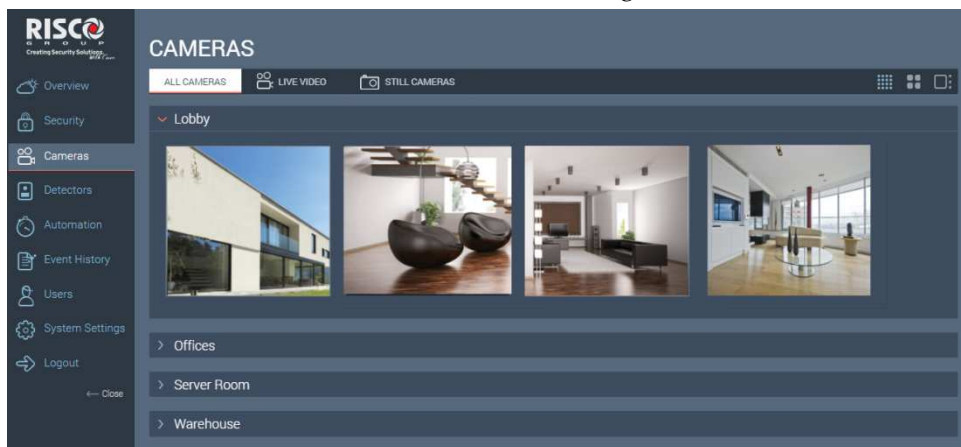 g
RISCO
GROUP
Creating Security Solutions.
CAMERAS
ALL CAMERAS
LIVE VIDEO
STILL CAMERAS
Overview
Security
Cameras
Detectors
Automation
Event History
Users
System Settings
Logout
← Close
Lobby
Offices
Server Room
Warehouse